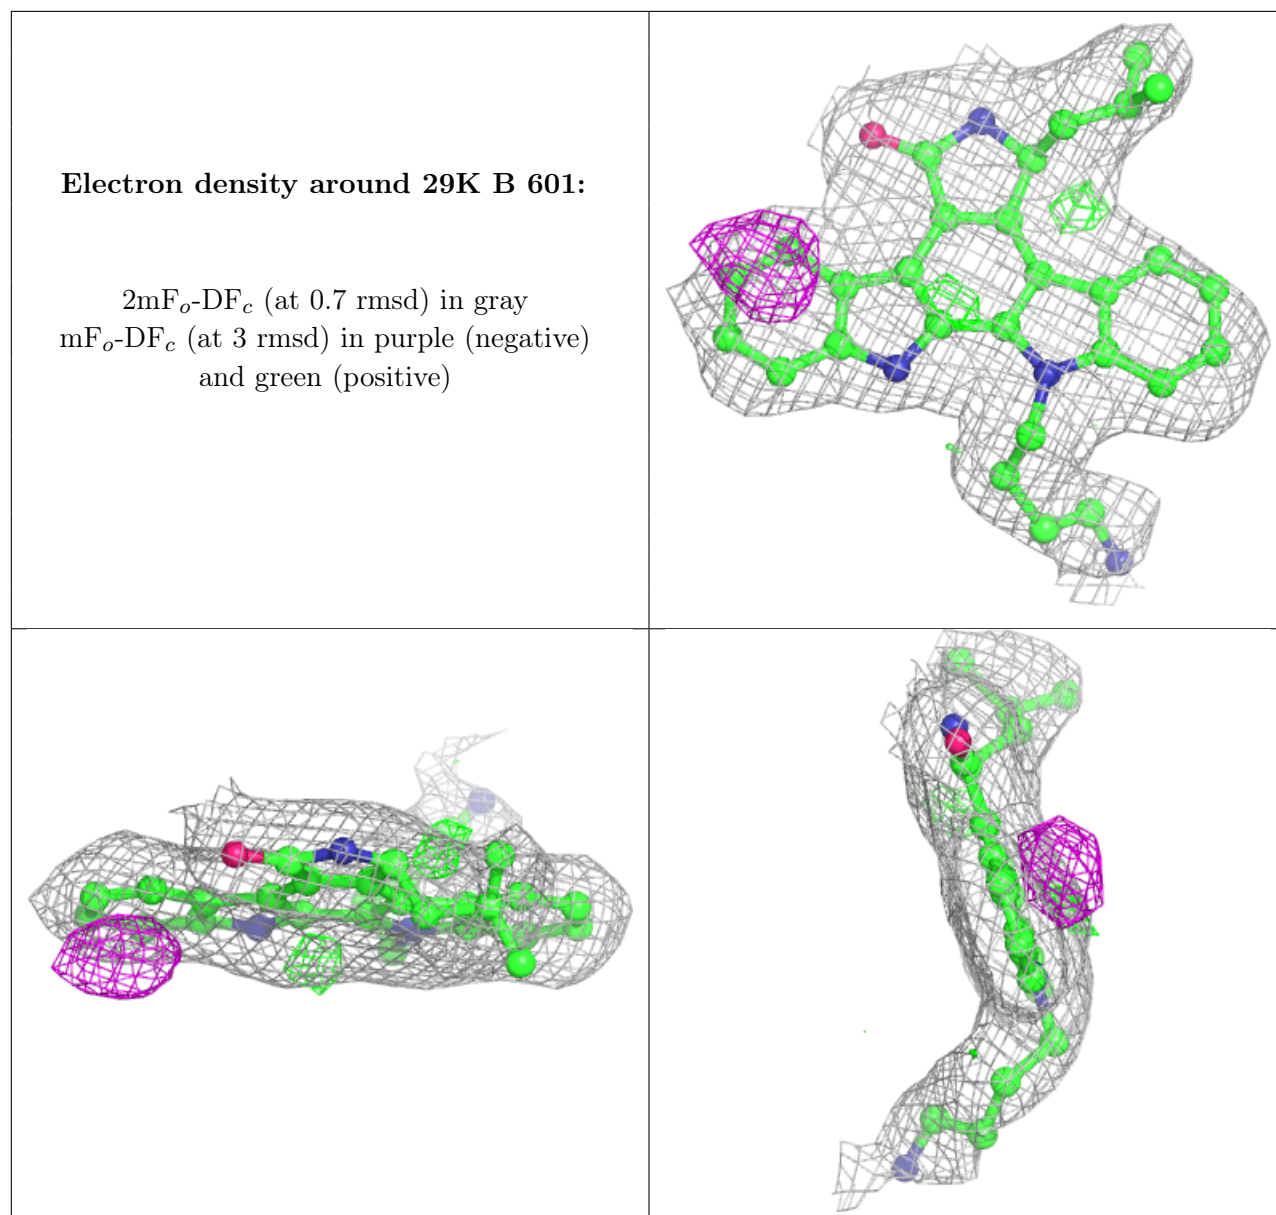 Electron density around 29K B 601:
2mFo-DFc (at 0.7 rmsd) in gray
mFo-DFc (at 3 rmsd) in purple (negative)
and green (positive)